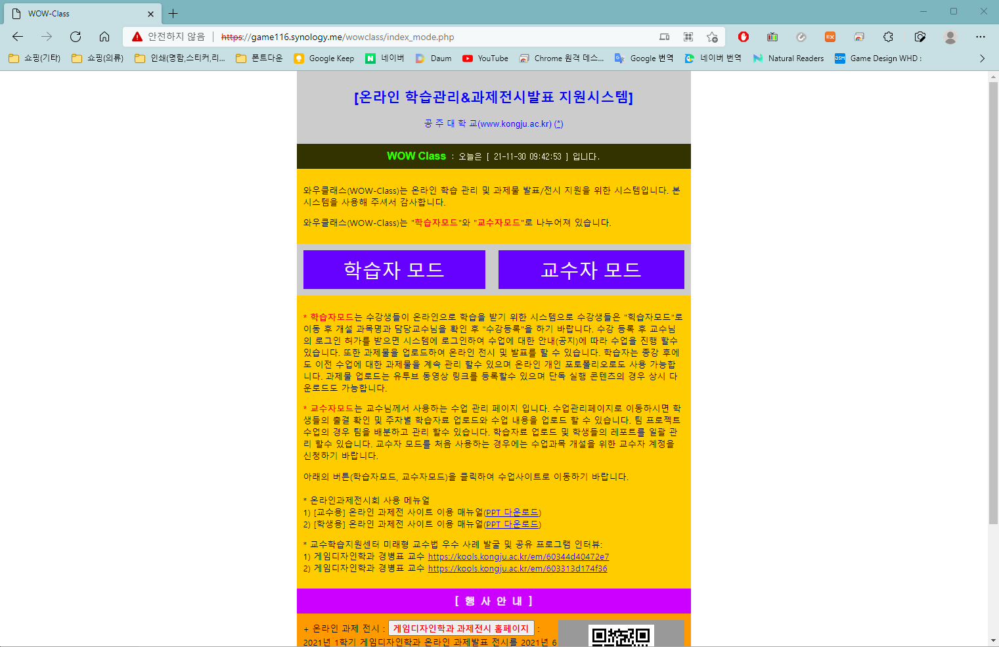 WOW-Class
안전하지 않음 https://game116.synology.me/wowclass/index_mode.php
쇼핑(기타) 쇼핑(의류) 인쇄(명함,스티커,리... 폰트다운 Google Keep 네이버 Daum YouTube Chrome 원격 데스... Google 번역 네이버 번역 Natural Readers DSM Game Design WHD :
[온라인 학습관리&과제전시발표 지원시스템]
공 주 대 학 교(www.kongju.ac.kr) (*)
WOW Class : 오늘은 [ 21-11-30 09:42:53 ] 입니다.
와우클래스(WOW-Class)는 온라인 학습 관리 및 과제물 발표/전시 지원을 위한 시스템입니다. 본
시스템을 사용해 주셔서 감사합니다.
와우클래스(WOW-Class)는 "학습자모드"와 "교수자모드"로 나누어져 있습니다.
학습자 모드 교수자 모드
* 학습자모드는 수강생들이 온라인으로 학습을 받기 위한 시스템으로 수강생들은 "힉습자모드"로
이동 후 개설 과목명과 담당교수님을 확인 후 "수강등록"을 하기 바랍니다. 수강 등록 후 교수님
의 로그인 허가를 받으면 시스템에 로그인하여 수업에 대한 안내(공지)에 따라 수업을 진행 할수
있습니다. 또한 과제물을 업로드하여 온라인 전시 및 발표를 할 수 있습니다. 학습자는 종강 후에
도 이전 수업에 대한 과제물을 계속 관리 할수 있으며 온라인 개인 포토폴리오로도 사용 가능합
니다. 과제물 업로드는 유투브 동영상 링크를 등록할수 있으며 단독 실행 콘텐츠의 경우 상시 다
운로드도 가능합니다.
* 교수자모드는 교수님께서 사용하는 수업 관리 페이지 입니다. 수업관리페이지로 이동하시면 학
생들의 출결 확인 및 주차별 학습자료 업로드와 수업 내용을 업로드 할 수 있습니다. 팀 프로젝트
수업의 경우 팀을 배분하고 관리 할수 있습니다. 학습자료 업로드 및 학생들의 레포트를 일괄 관
리 할수 있습니다. 교수자 모드를 처음 사용하는 경우에는 수업과목 개설을 위한 교수자 계정을
신청하기 바랍니다.
아래의 버튼(학습자모드, 교수자모드)을 클릭하여 수업사이트로 이동하기 바랍니다.
* 온라인과제전시회 사용 메뉴얼
1) [교수용] 온라인 과제전 사이트 이용 매뉴얼(PPT 다운로드)
2) [학생용] 온라인 과제전 사이트 이용 매뉴얼(PPT 다운로드)
* 교수학습지원센터 미래형 교수법 우수 사례 발굴 및 공유 프로그램 인터뷰:
1) 게임디자인학과 경병표 교수 https://kools.kongju.ac.kr/em/60344d40472e7
2) 게임디자인학과 경병표 교수 https://kools.kongju.ac.kr/em/603313d174f36
[ 행 사 안 내 ]
+ 온라인 과제 전시 : 게임디자인학과 과제전시 홈페이지 :
2021년 1학기 게임디자인학과 온라인 과제발표 전시를 2021년 6